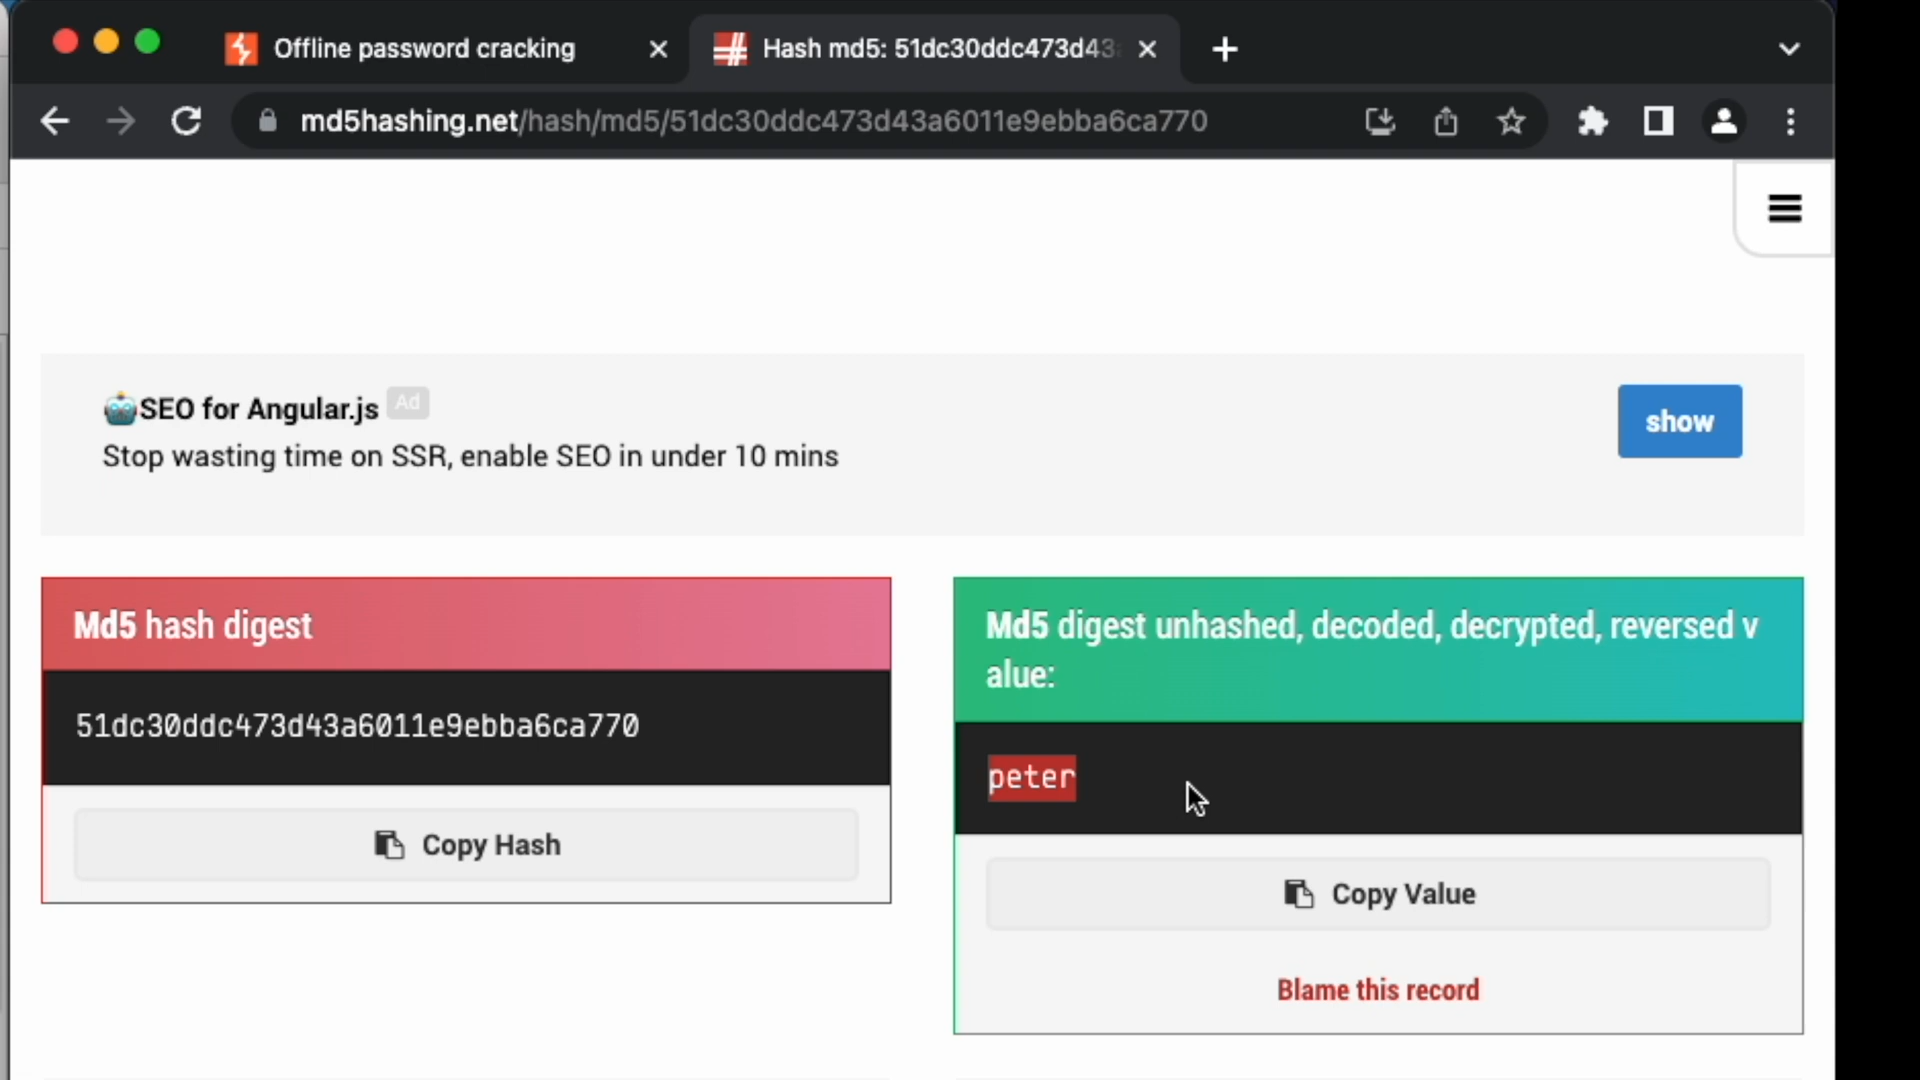 Offline password cracking
Hash md5: 51dc30ddc473d43
md5hashing.net/hash/md5/51dc30ddc473d43a6011e9ebba6ca770
SEO for Angular.js Ad
show
Stop wasting time on SSR, enable SEO in under 10 mins
Md5 hash digest
51dc30ddc473d43a6011e9ebba6ca770
Copy Hash
Md5 digest unhashed, decoded, decrypted, reversed v
alue:
peter
Copy Value
Blame this record